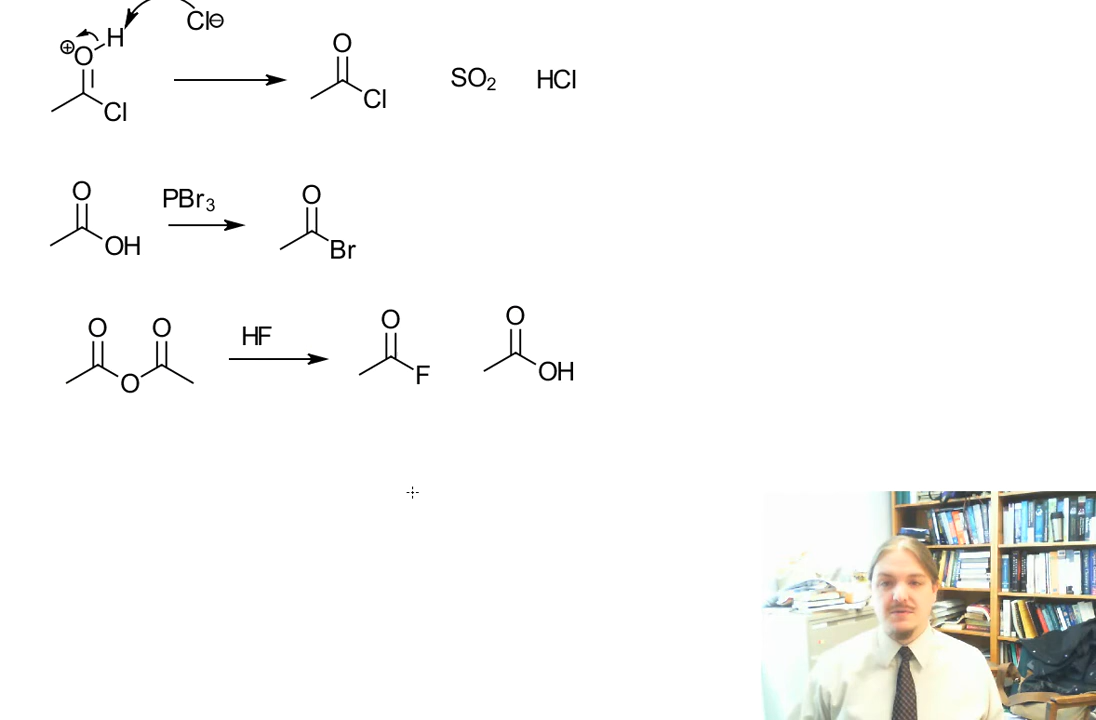 H Cl⊖
⊕ O O
Cl Cl SO2 HCl
O PBr3 O
OH Br
O O HF O O
O F OH